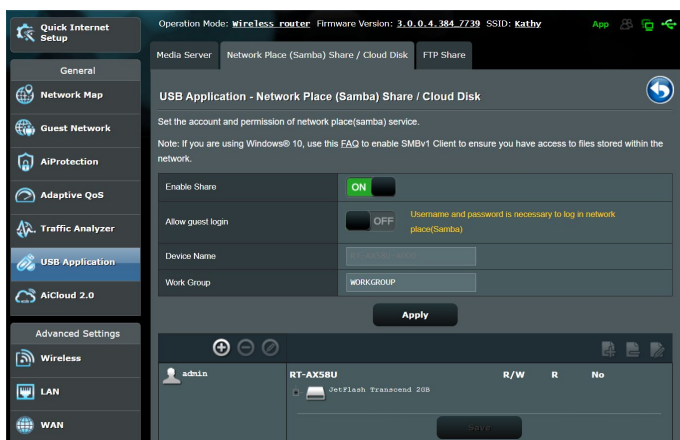 Quick Internet
Setup
Operation Mode: Wireless router Firmware Version: 3.0.0.4.384_7739 SSID: Kathy
App
Media Server
Network Place (Samba) Share / Cloud Disk
FTP Share
General
Network Map
Guest Network
AiProtection
Adaptive QoS
Traffic Analyzer
USB Application
AiCloud 2.0
Advanced Settings
Wireless
LAN
WAN
USB Application - Network Place (Samba) Share / Cloud Disk
Set the account and permission of network place(samba) service.
Note: If you are using Windows® 10, use this FAQ to enable SMBv1 Client to ensure you have access to files stored within the
network.
Enable Share
ON
Allow guest login
OFF
Username and password is necessary to log in network
place(Samba)
Device Name
Work Group
WORKGROUP
Apply
admin
RT-AX58U
R/W
R
No
JetFlash Transcend 2GB
Save